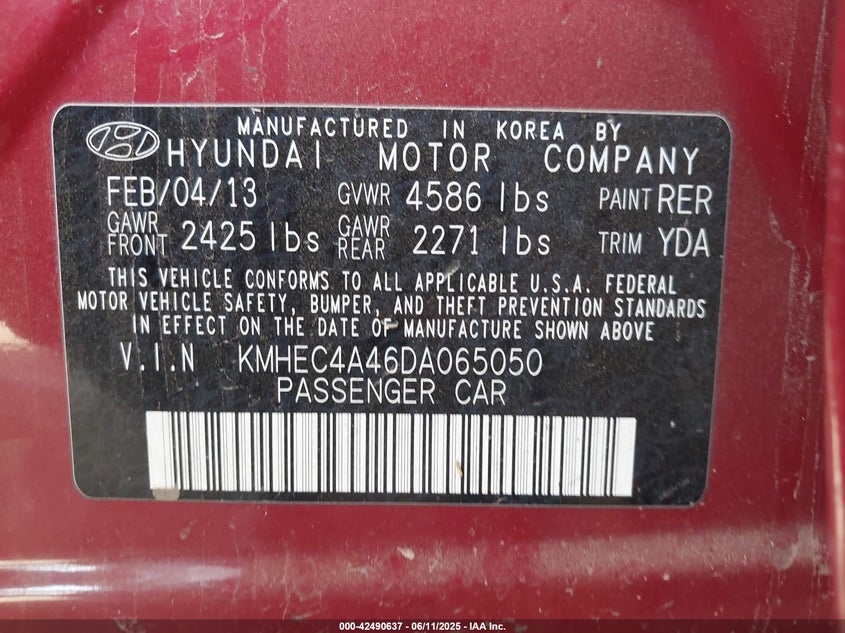 MANUFACTURED IN KOREA BY
HYUNDAI MOTOR COMPANY
FEB/04/13 GVWR 4586 lbs PAINT RER
GAWR FRONT 2425 lbs GAWR REAR 2271 lbs TRIM YDA
THIS VEHICLE CONFORMS TO ALL APPLICABLE U.S.A. FEDERAL
MOTOR VEHICLE SAFETY, BUMPER, AND THEFT PREVENTION STANDARDS
IN EFFECT ON THE DATE OF MANUFACTURE SHOWN ABOVE
V.I.N KMHEC4A46DA065050
PASSENGER CAR
000-42490637 - 06/11/2025 - IAA Inc.